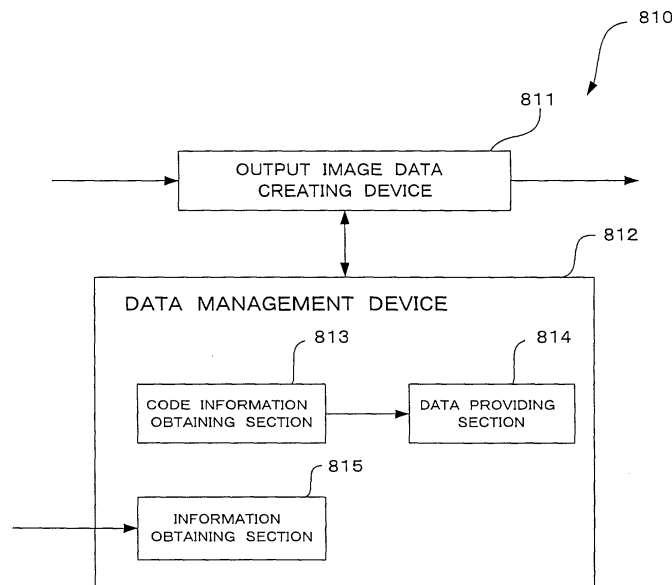 810
811
OUTPUT IMAGE DATA
CREATING DEVICE
812
DATA MANAGEMENT DEVICE
813
814
CODE INFORMATION
OBTAINING SECTION
DATA PROVIDING
SECTION
815
INFORMATION
OBTAINING SECTION